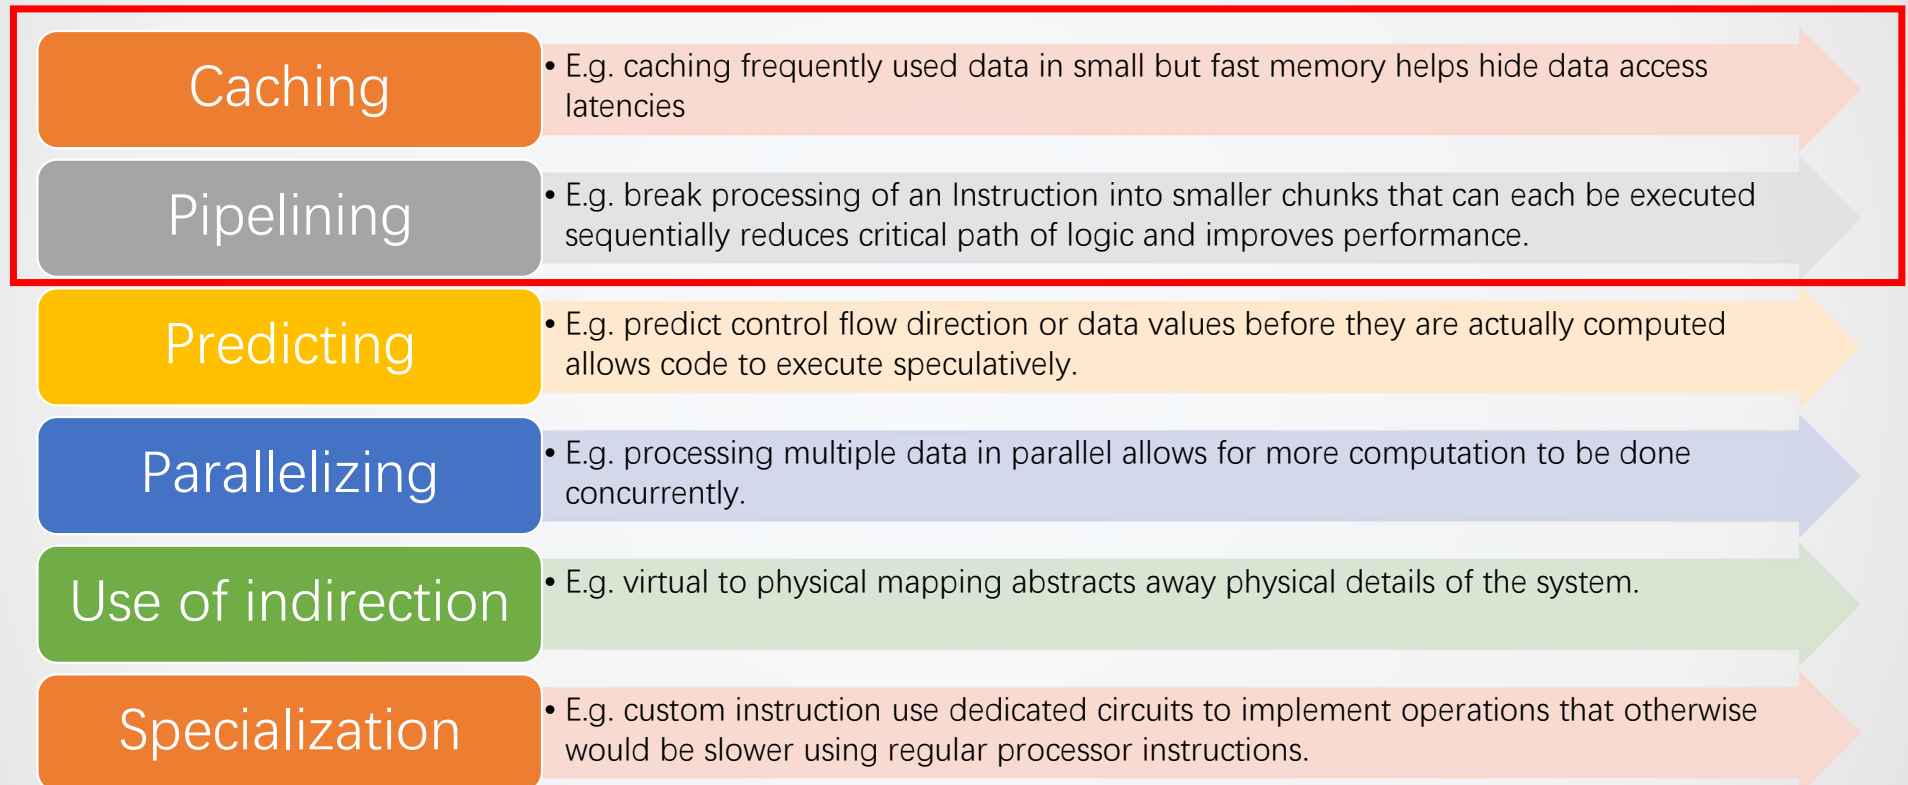 Caching
• E.g. caching frequently used data in small but fast memory helps hide data access
latencies
Pipelining
• E.g. break processing of an Instruction into smaller chunks that can each be executed
sequentially reduces critical path of logic and improves performance.
Predicting
• E.g. predict control flow direction or data values before they are actually computed
allows code to execute speculatively.
Parallelizing
• E.g. processing multiple data in parallel allows for more computation to be done
concurrently.
Use of indirection
• E.g. virtual to physical mapping abstracts away physical details of the system.
Specialization
• E.g. custom instruction use dedicated circuits to implement operations that otherwise
would be slower using regular processor instructions.